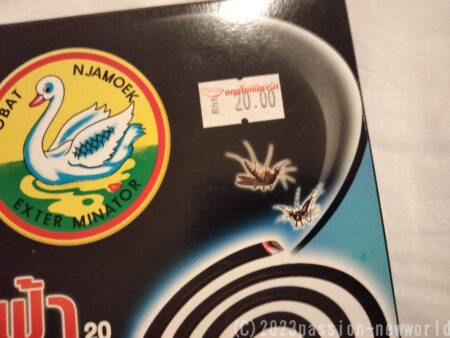 OBAT NJAMOEK
EXTER MINATOR
20.00
ฟ้า
20
(C)2023passion-newworld